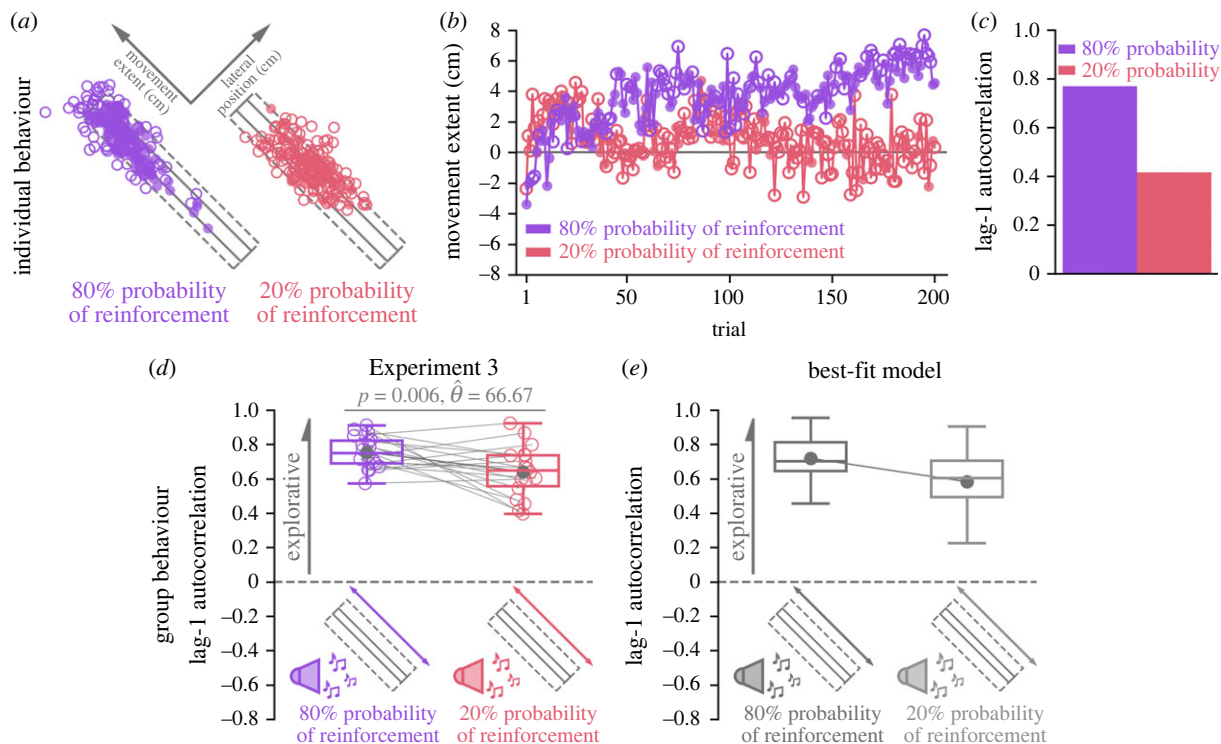 (a)
movement
extent (cm)
lateral
position (cm)
individual behaviour
80% probability
of reinforcement
20% probability
of reinforcement
(b)
movement extent (cm)
8
6
4
2
0
−2
−4
6
−8
80% probability of reinforcement
20% probability of reinforcement
1
50
100
150
200
trial
(c)
lag-1 autocorrelation
1.0
0.8
0.6
0.4
0.2
0
80% probability
20% probability
(d)
Experiment 3
p = 0.006, θ̂ = 66.67
group behaviour
lag-1 autocorrelation
1.0
0.8
0.6
0.4
0.2
0
−0.2
−0.4
−0.6
−0.8
explorative
80% probability
of reinforcement
20% probability
of reinforcement
(e)
best-fit model
1.0
0.8
0.6
0.4
0.2
0
−0.2
−0.4
−0.6
−0.8
explorative
80% probability
of reinforcement
20% probability
of reinforcement